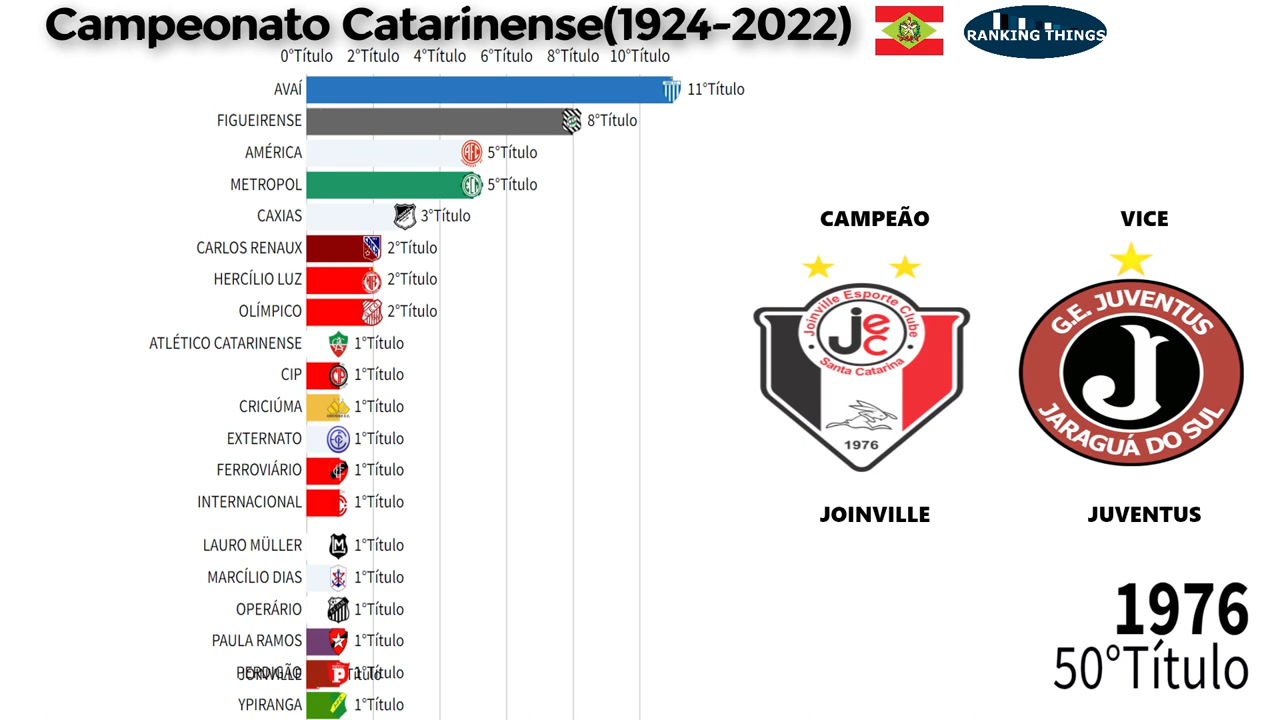 Campeonato Catarinense(1924-2022)
RANKING THINGS
0°Título 2°Título 4°Título 6°Título 8°Título 10°Título
AVAÍ 11°Título
FIGUEIRENSE 8°Título
AMÉRICA 5°Título
METROPOL 5°Título
CAXIAS 3°Título
CARLOS RENAUX 2°Título
HERCÍLIO LUZ 2°Título
OLÍMPICO 2°Título
ATLÉTICO CATARINENSE 1°Título
CIP 1°Título
CRICIÚMA 1°Título
EXTERNATO 1°Título
FERROVIÁRIO 1°Título
INTERNACIONAL 1°Título
LAURO MÜLLER 1°Título
MARCÍLIO DIAS 1°Título
OPERÁRIO 1°Título
PAULA RAMOS 1°Título
PERDIGÃO 1°Título
JOINVILLE
YPIRANGA 1°Título
CAMPEÃO
Joinville Esporte Clube
jec
Santa Catarina
1976
JOINVILLE
VICE
G.E. JUVENTUS
J
JARAGUÁ DO SUL
JUVENTUS
1976
50°Título